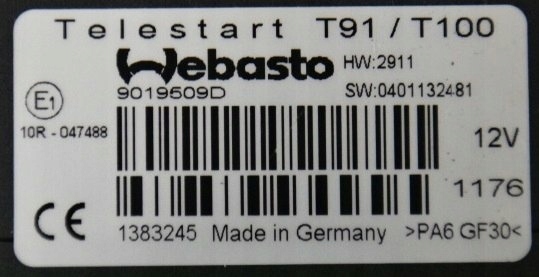 Telestart T91 / T100
Webasto HW:2911
9019509D SW:0401132481
E1
10R - 047488
12V
1176
CE
1383245 Made in Germany >PA6 GF30<